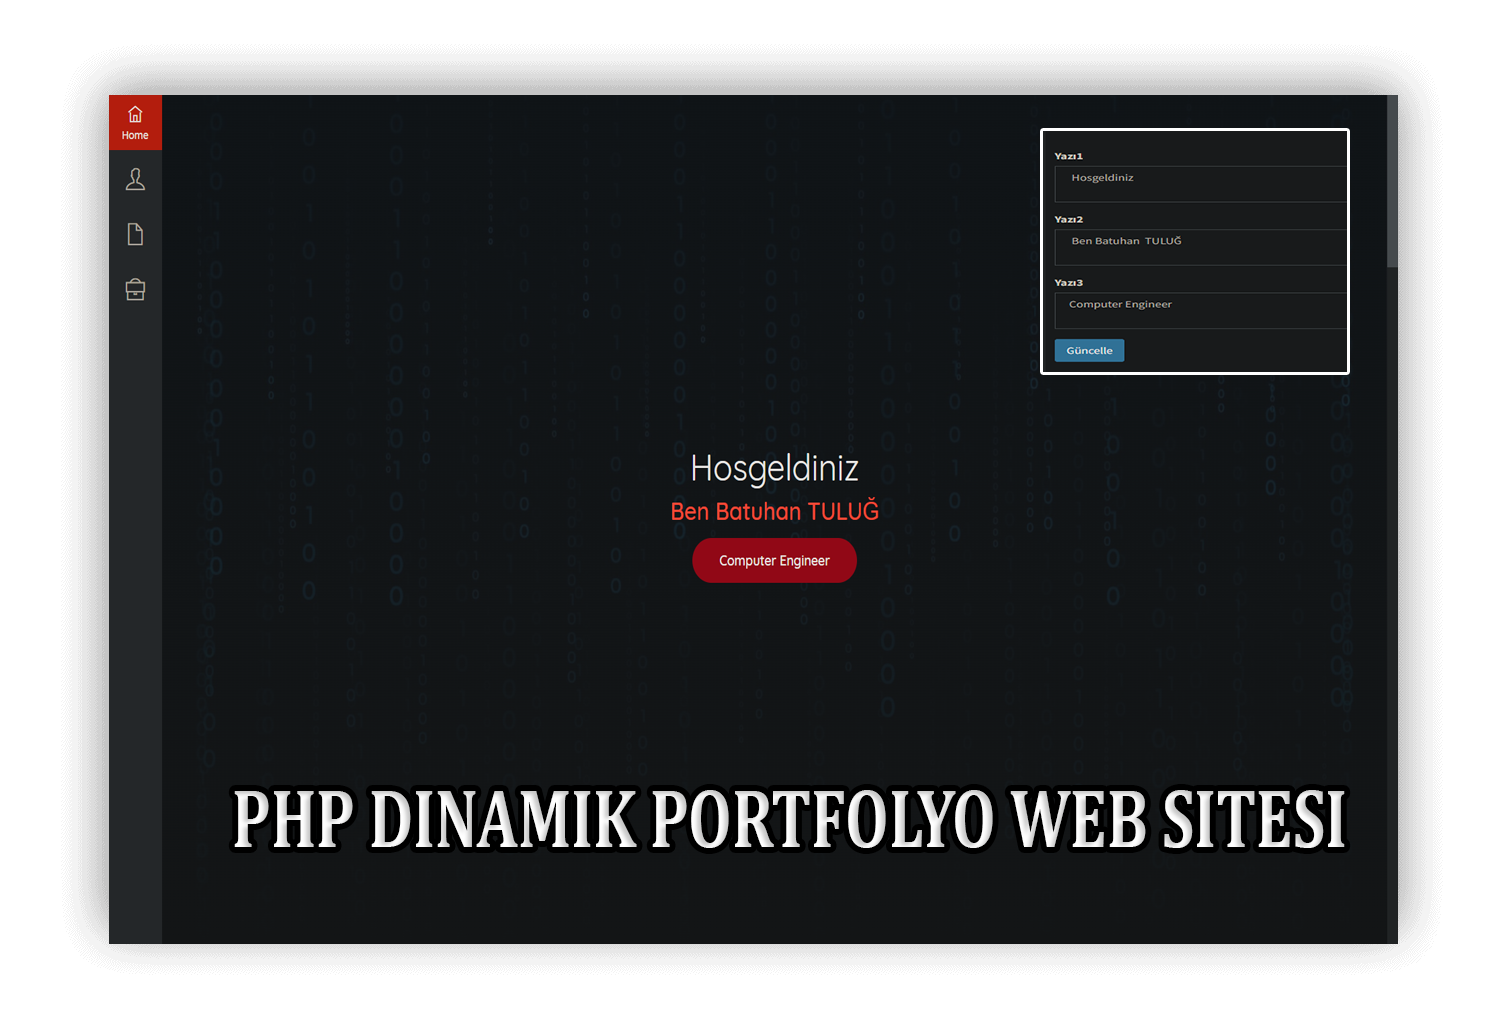 Home
Yazı1
Hosgeldiniz
Yazı2
Ben Batuhan TULUĞ
Yazı3
Computer Engineer
Güncelle
Hosgeldiniz
Ben Batuhan TULUĞ
Computer Engineer
PHP DINAMIK PORTFOLYO WEB SITESI